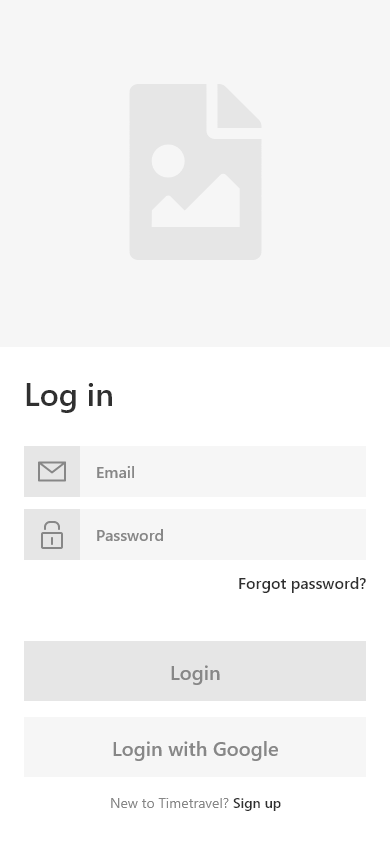 Log in
Email
Password
Forgot password?
Login
Login with Google
New to Timetravel? Sign up